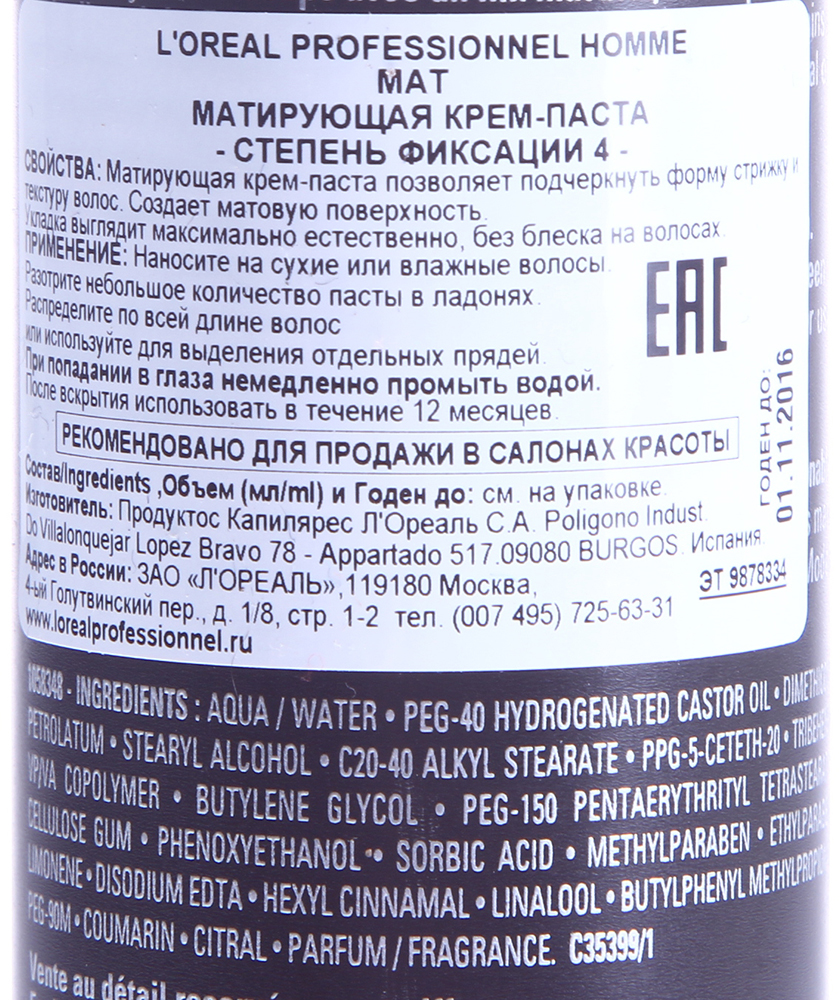 L'OREAL PROFESSIONNEL HOMME
MAT
МАТИРУЮЩАЯ КРЕМ-ПАСТА
- СТЕПЕНЬ ФИКСАЦИИ 4 -
СВОЙСТВА: Матирующая крем-паста позволяет подчеркнуть форму стрижку и
текстуру волос. Создает матовую поверхность.
Укладка выглядит максимально естественно, без блеска на волосах.
ПРИМЕНЕНИЕ: Наносите на сухие или влажные волосы.
Разотрите небольшое количество пасты в ладонях.
Распределите по всей длине волос
или используйте для выделения отдельных прядей.
При попадании в глаза немедленно промыть водой.
После вскрытия использовать в течение 12 месяцев.
EAC
ГОДЕН ДО:
01.11.2016
РЕКОМЕНДОВАНО ДЛЯ ПРОДАЖИ В САЛОНАХ КРАСОТЫ
Состав/Ingredients ,Объем (мл/ml) и Годен до: см. на упаковке.
Изготовитель: Продуктос Капилярес Л'Ореаль С.А. Poligono Indust.
Do Villalonquejar Lopez Bravo 78 - Appartado 517.09080 BURGOS. Испания.
Адрес в России: ЗАО «Л'ОРЕАЛЬ»,119180 Москва,
4-ый Голутвинский пер., д. 1/8, стр. 1-2 тел. (007 495) 725-63-31
www.lorealprofessionnel.ru
ЭТ 9878334
1058348 - INGREDIENTS : AQUA / WATER • PEG-40 HYDROGENATED CASTOR OIL •
PETROLATUM • STEARYL ALCOHOL • C20-40 ALKYL STEARATE • PPG-5-CETETH-20 •
VP/VA COPOLYMER • BUTYLENE GLYCOL • PEG-150 PENTAERYTHRITYL
CELLULOSE GUM • PHENOXYETHANOL • SORBIC ACID • METHYLPARABEN •
LIMONENE • DISODIUM EDTA • HEXYL CINNAMAL • LINALOOL • BUTYLPHENYL
PEG-90M • COUMARIN • CITRAL • PARFUM / FRAGRANCE. C35399/1
Vente au détail